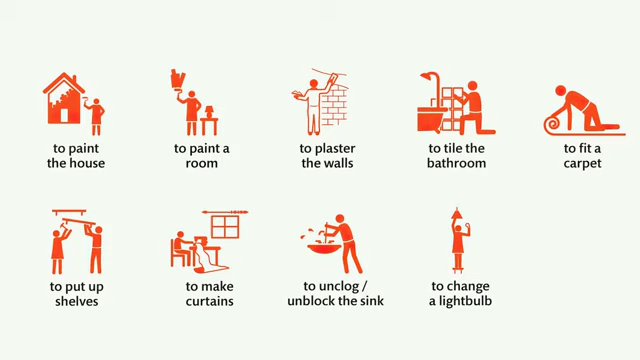 to paint
the house
to paint a
room
to plaster
the walls
to tile the
bathroom
to fit a
carpet
to put up
shelves
to make
curtains
to unclog /
unblock the sink
to change
a lightbulb